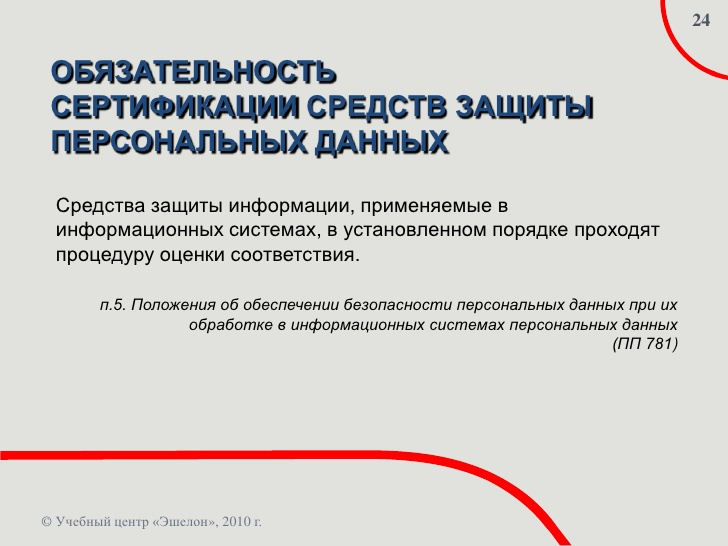 24
ОБЯЗАТЕЛЬНОСТЬ
СЕРТИФИКАЦИИ СРЕДСТВ ЗАЩИТЫ
ПЕРСОНАЛЬНЫХ ДАННЫХ
Средства защиты информации, применяемые в
информационных системах, в установленном порядке проходят
процедуру оценки соответствия.
п.5. Положения об обеспечении безопасности персональных данных при их
обработке в информационных системах персональных данных
(ПП 781)
© Учебный центр «Эшелон», 2010 г.